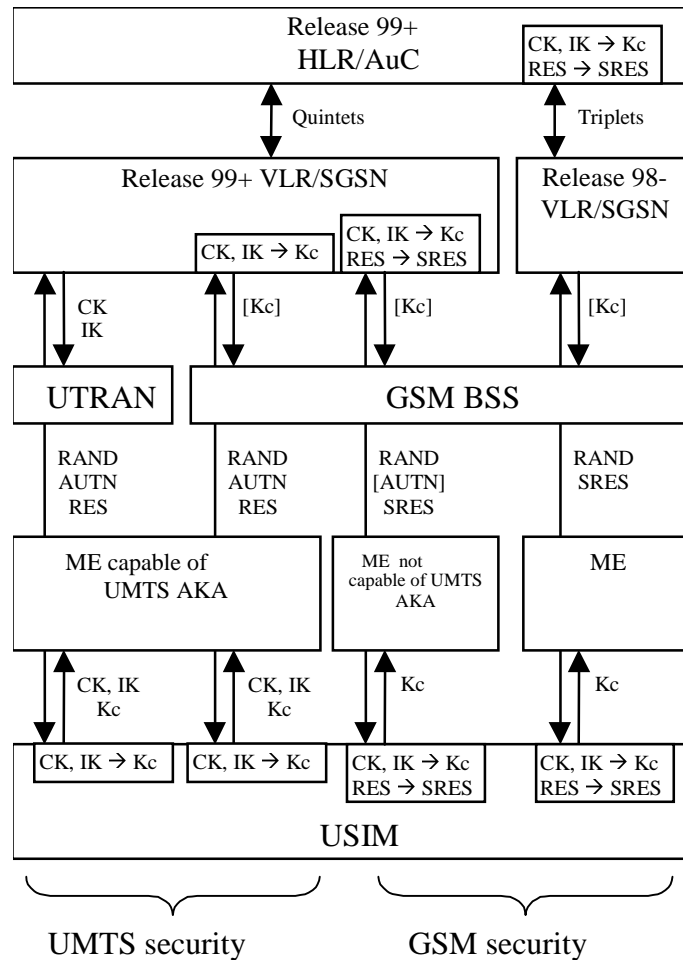 Release 99+
HLR/AuC
CK, IK → Kc
RES → SRES
Quintets
Triplets
Release 99+ VLR/SGSN
CK, IK → Kc
CK, IK → Kc
RES → SRES
Release 98-
VLR/SGSN
CK
IK
[Kc]
[Kc]
[Kc]
UTRAN
GSM BSS
RAND
AUTN
RES
RAND
AUTN
RES
RAND
[AUTN]
SRES
RAND
SRES
ME capable of
UMTS AKA
ME not
capable of UMTS
AKA
ME
CK, IK
Kc
CK, IK
Kc
Kc
Kc
CK, IK → Kc
CK, IK → Kc
CK, IK → Kc
RES → SRES
CK, IK → Kc
RES → SRES
USIM
UMTS security
GSM security